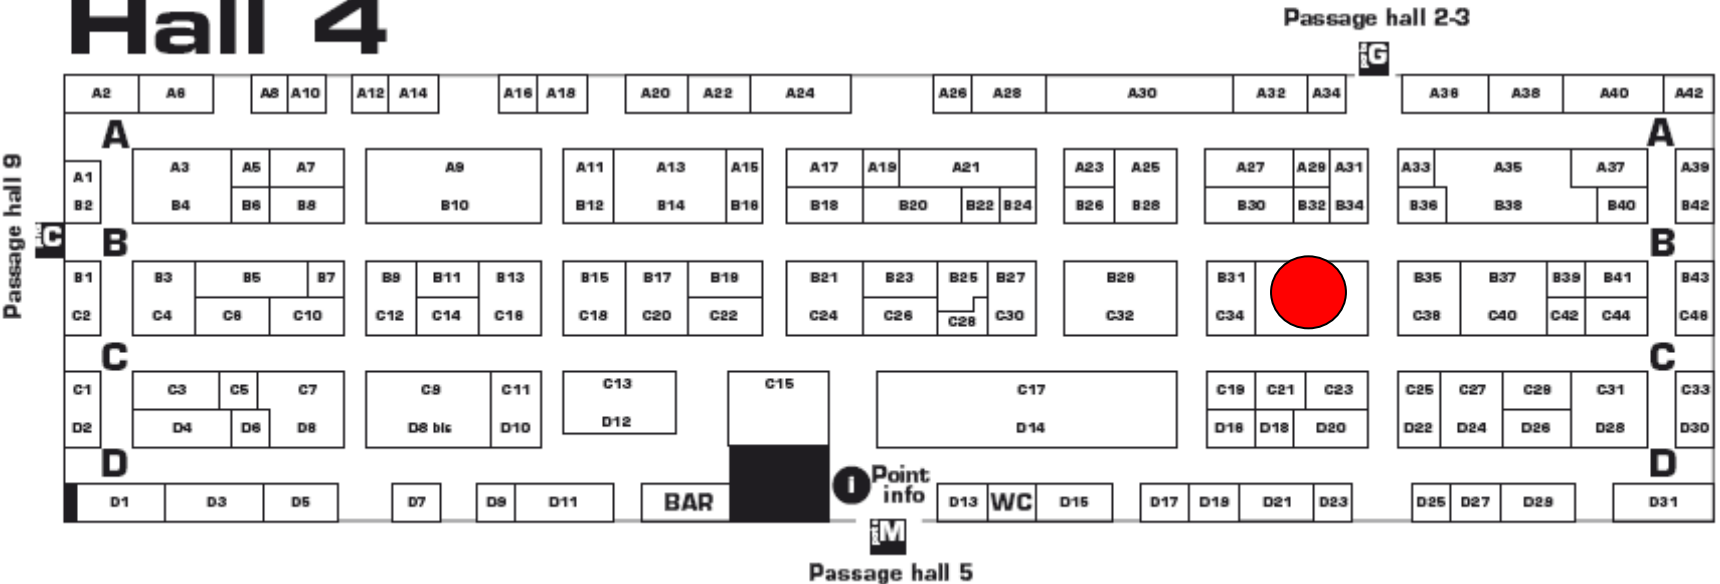 Hall 4
Passage hall 2-3
porta G
A2 A6 A8 A10 A12 A14 A16 A18 A20 A22 A24 A26 A28 A30 A32 A34 A36 A38 A40 A42
A A
A1 A3 A5 A7 A9 A11 A13 A15 A17 A19 A21 A23 A25 A27 A29 A31 A33 A35 A37 A39
B2 B4 B6 B8 B10 B12 B14 B16 B18 B20 B22 B24 B26 B28 B30 B32 B34 B36 B38 B40 B42
Passage hall 9
C B B
B1 B3 B5 B7 B9 B11 B13 B15 B17 B19 B21 B23 B25 B27 B29 B31 B35 B37 B39 B41 B43
C2 C4 C6 C10 C12 C14 C16 C18 C20 C22 C24 C26 C28 C30 C32 C34 C38 C40 C42 C44 C46
C C
C1 C3 C5 C7 C9 C11 C13 C15 C17 C19 C21 C23 C25 C27 C29 C31 C33
D2 D4 D6 D8 D8 bis D10 D12 D14 D16 D18 D20 D22 D24 D26 D28 D30
D D
D1 D3 D5 D7 D9 D11 BAR i Point
info D13 WC D15 D17 D19 D21 D23 D25 D27 D29 D31
M
Passage hall 5